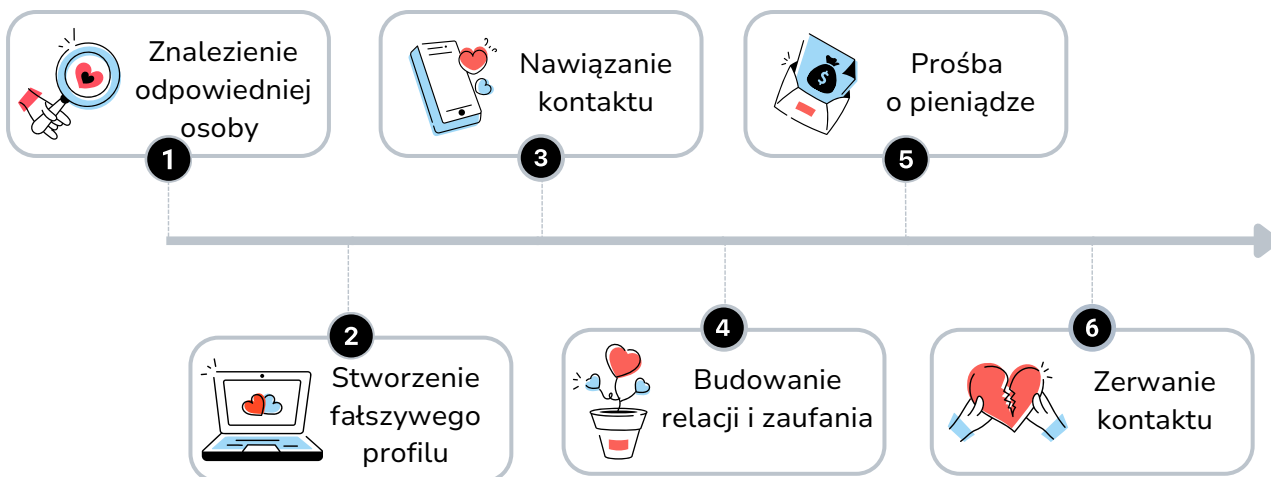 Znalezienie
odpowiedniej
osoby
1
Stworzenie
fałszywego
profilu
2
Nawiązanie
kontaktu
3
Budowanie
relacji i zaufania
4
Prośba
o pieniądze
$
5
Zerwanie
kontaktu
6